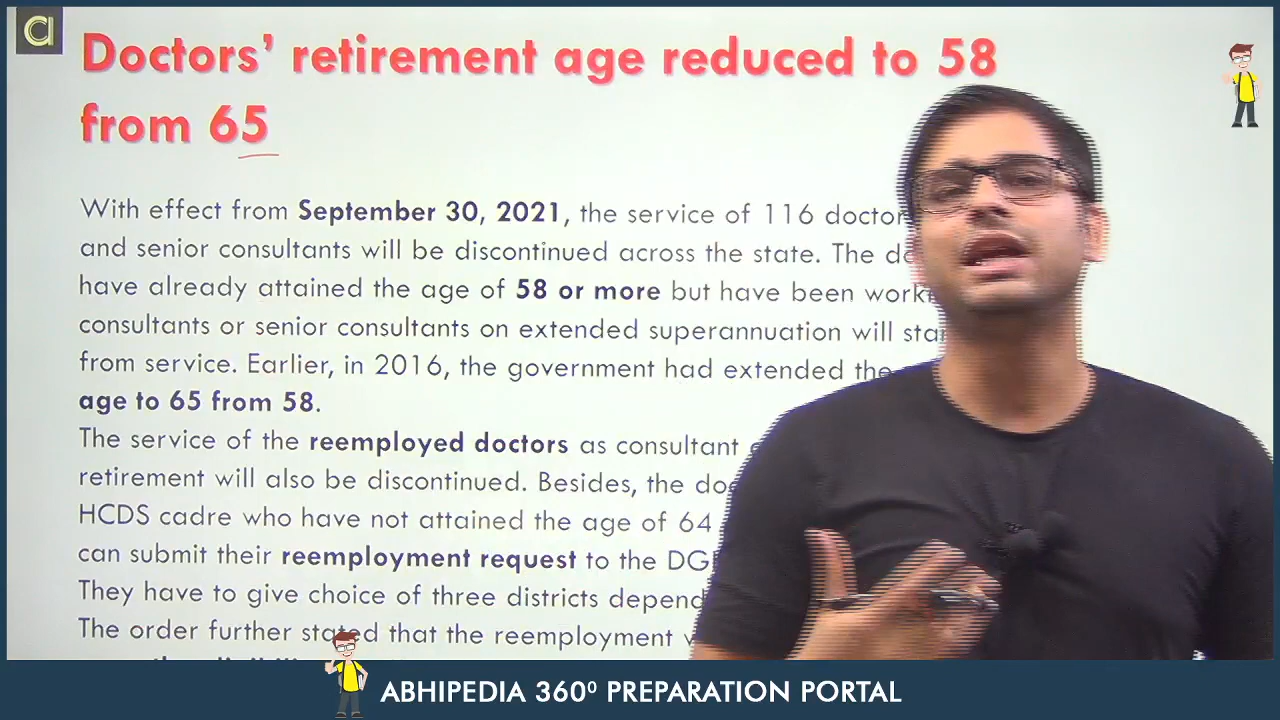 a
Doctors' retirement age reduced to 58
from 65
With effect from September 30, 2021, the service of 116
and senior consultants will be discontinued across the state. The
have already attained the age of 58 or more but have been
consultants or senior consultants on extended superannuation will
from service. Earlier, in 2016, the government had extended the
age to 65 from 58.
The service of the reemployed doctors as consultant
retirement will also be discontinued. Besides, the
HCDS cadre who have not attained the age of 64
can submit their reemployment request to the
They have to give choice of three districts
The order further stated that the reemployment
ABHIPEDIA 360⁰ PREPARATION PORTAL